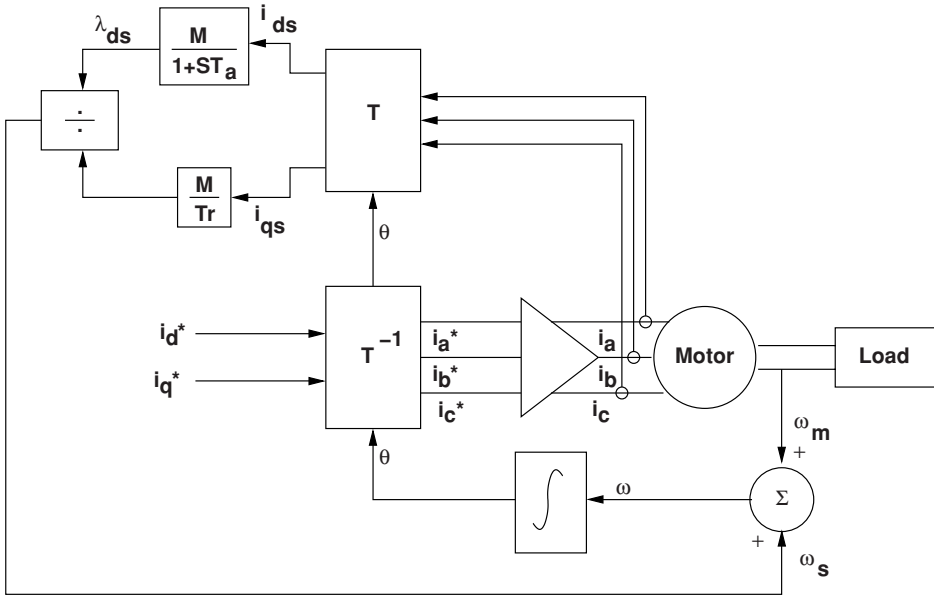 λds
M
1+STa
i ds
T
÷
M
Tr
iqs
θ
id*
iq*
T⁻¹
ia*
ib*
ic*
ia
ib
ic
Motor
Load
ωm
+
θ
∫
ω
Σ
+
ωs